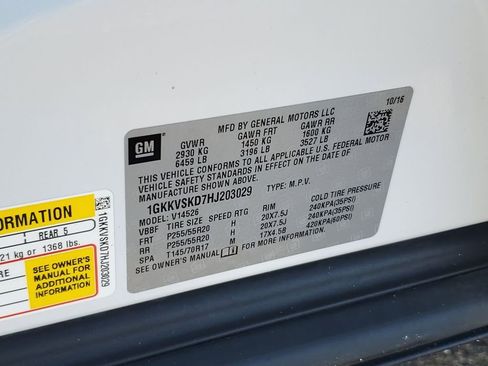 GM
MFD BY GENERAL MOTORS LLC
10/16
GVWR GAWR FRT GAWR RR
2930 KG 1450 KG 1600 KG
6459 LB 3196 LB 3527 LB
THIS VEHICLE CONFORMS TO ALL APPLICABLE U.S. FEDERAL MOTOR
VEHICLE SAFETY STANDARDS IN EFFECT ON THE DATE OF
MANUFACTURE SHOWN ABOVE.
1GKKVSKD7HJ203029 TYPE: M.P.V.
V14526
VBBF TIRE SIZE SPEED RTG RIM COLD TIRE PRESSURE
FRT P255/55R20 H 20X7.5J 240KPA(35PSI)
RR P255/55R20 H 20X7.5J 240KPA(35PSI)
SPA T145/70R17 M 17X4.5B 420KPA(60PSI)
SEE OWNER'S MANUAL FOR MORE INFORMATION.
FORMATION
REAR 5
21 kg or 1368 lbs.
SEE OWNER'S
MANUAL FOR
ADDITIONAL
INFORMATION
1GKKVSKD7HJ203029